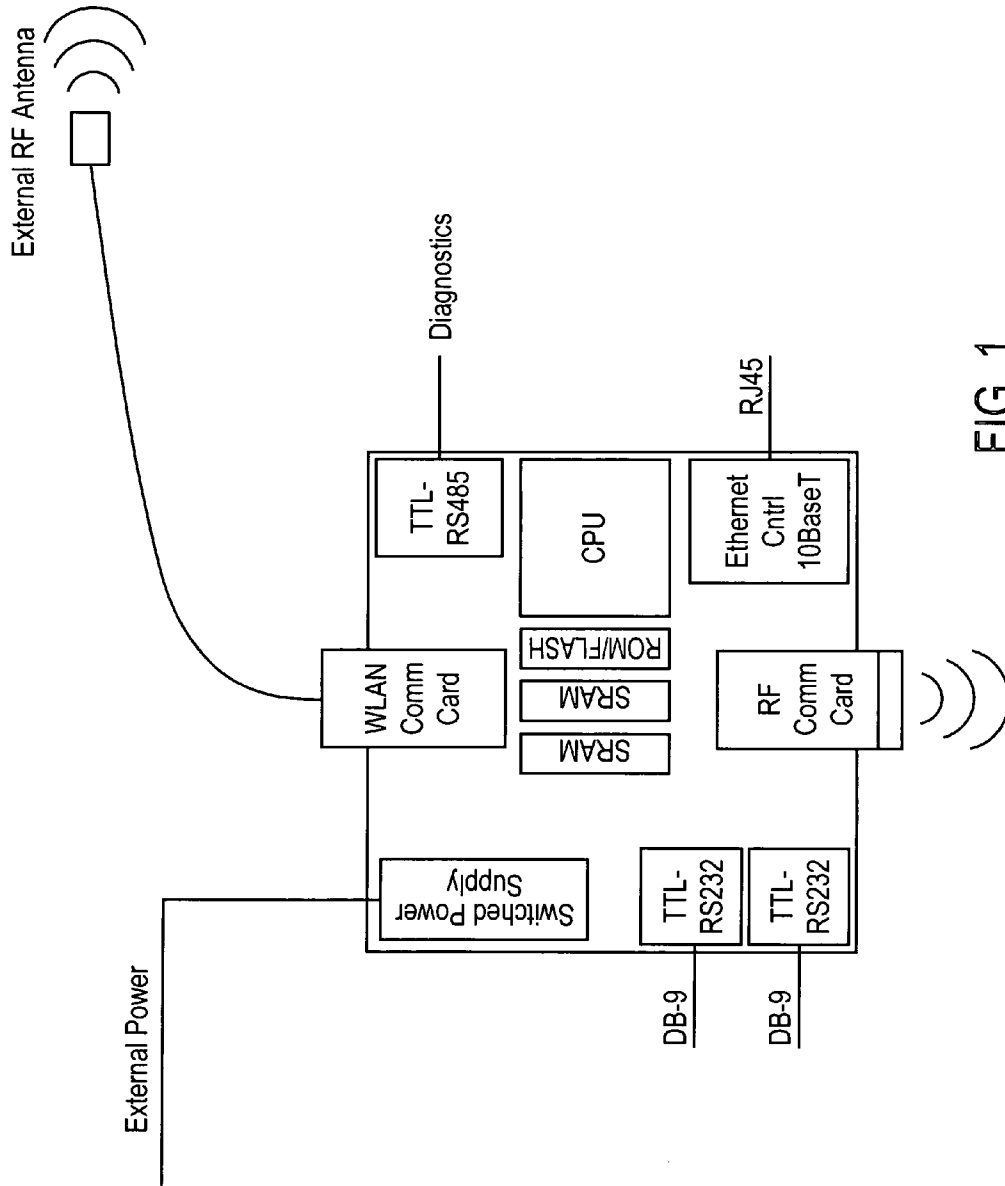 External RF Antenna
External Power
Diagnostics
WLAN
Comm
Card
TTL-
RS485
Switched Power
Supply
SRAM
SRAM
ROM/FLASH
CPU
RJ45
TTL-
RS232
TTL-
RS232
DB-9
DB-9
RF
Comm
Card
Ethernet
Cntrl
10BaseT
FIG. 1